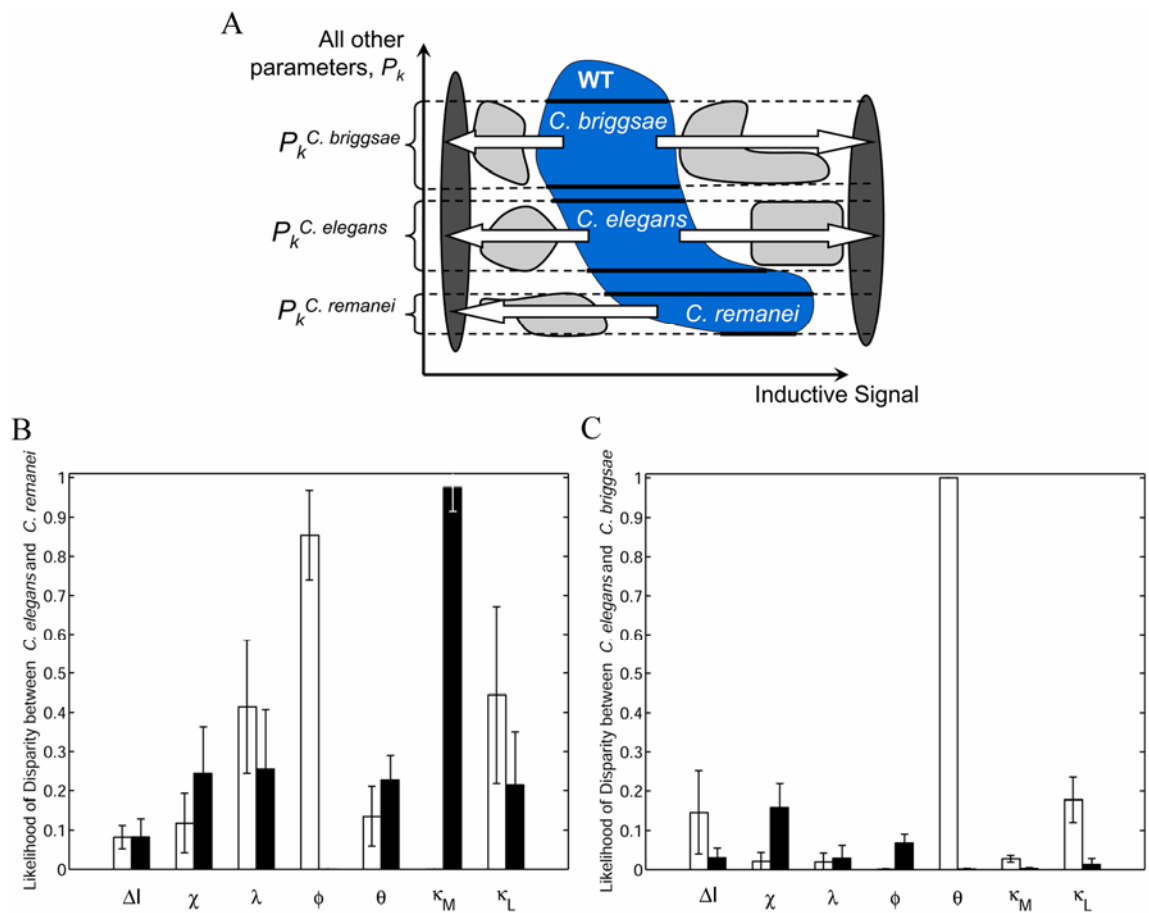 A
All other
parameters, Pk
WT
C. briggsae
PkC. briggsae
C. elegans
PkC. elegans
C. remanei
PkC. remanei
Inductive Signal
B
Likelihood of Disparity between C. elegans and C. remanei
1
0.9
0.8
0.7
0.6
0.5
0.4
0.3
0.2
0.1
0
ΔI χ λ ϕ θ κM κL
C
Likelihood of Disparity between C. elegans and C. briggsae
1
0.9
0.8
0.7
0.6
0.5
0.4
0.3
0.2
0.1
0
ΔI χ λ ϕ θ κM κL